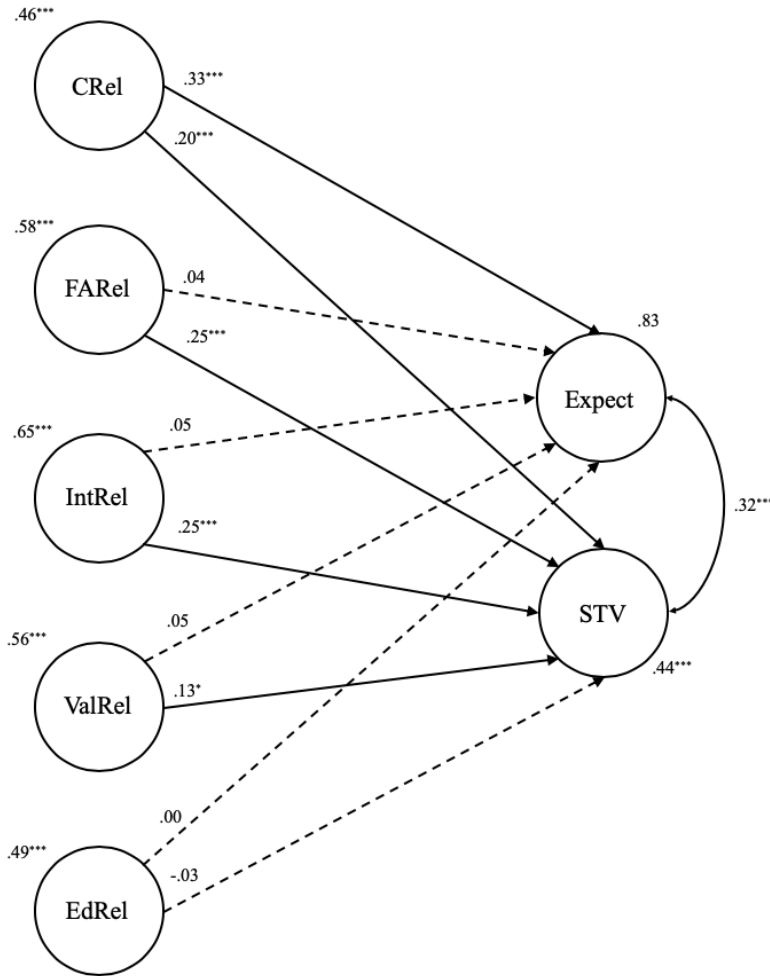 .46***
CRel
.33***
.20***
.58***
FARel
.04
.25***
.83
Expect
.65***
IntRel
.05
.25***
.32***
STV
.44***
.56***
ValRel
.05
.13*
.49***
EdRel
.00
-.03